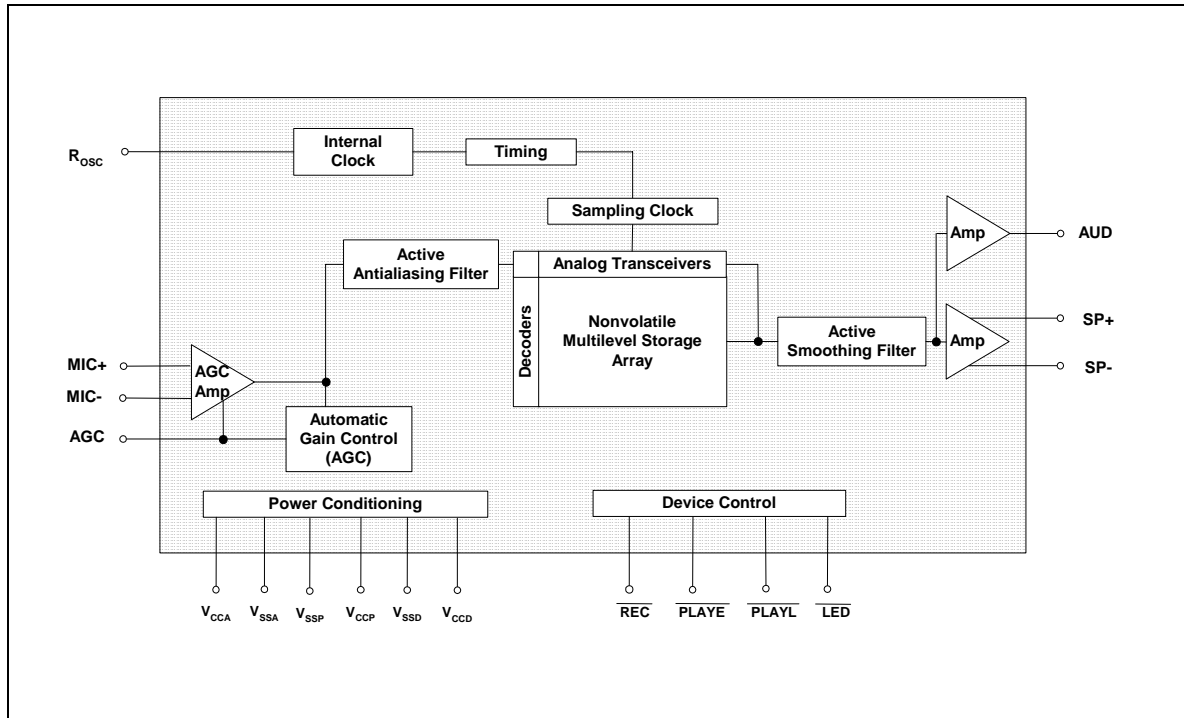 R_OSC
Internal
Clock
Timing
Sampling Clock
Amp
AUD
Active
Antialiasing Filter
Analog Transceivers
Decoders
Nonvolatile
Multilevel Storage
Array
Active
Smoothing Filter
Amp
SP+
SP-
MIC+
MIC-
AGC
Amp
AGC
Automatic
Gain Control
(AGC)
Power Conditioning
Device Control
V_CCA V_SSA V_SSP V_CCP V_SSD V_CCD
REC PLAYE PLAYL LED